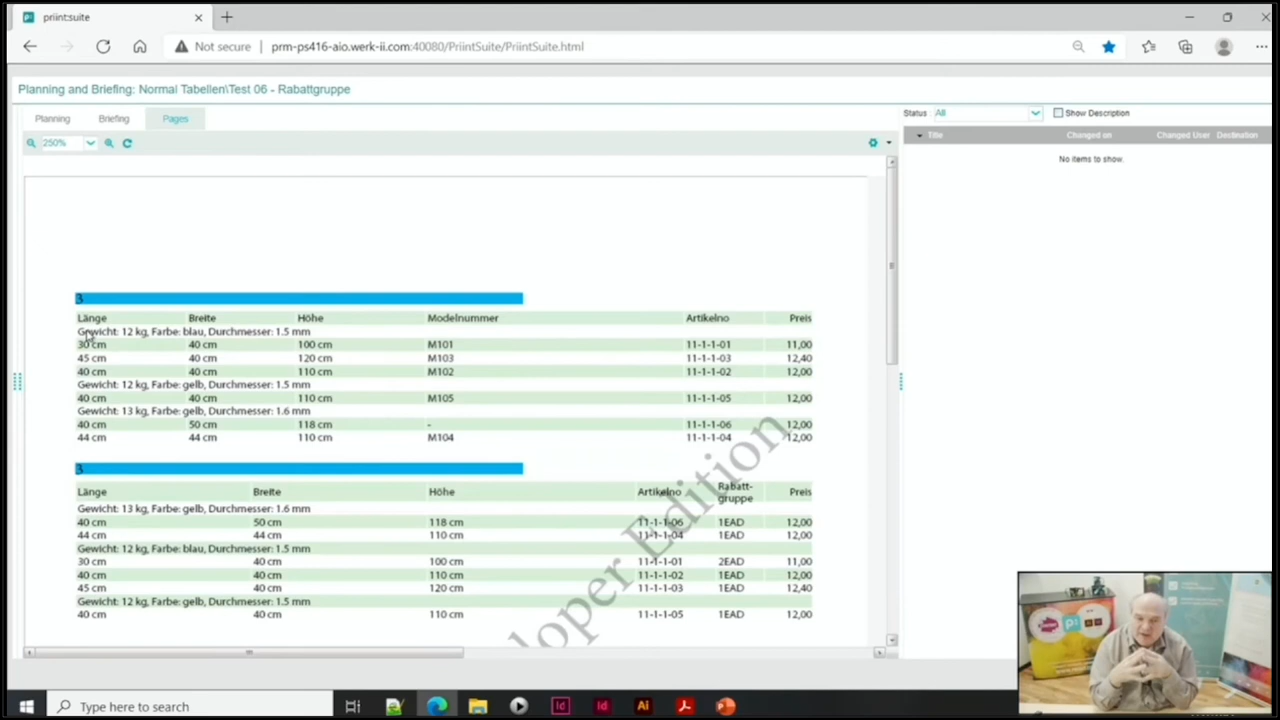 priint:suite
Not secure prm-ps416-aio.werk-ii.com:40080/PriintSuite/PriintSuite.html
Planning and Briefing: Normal Tabellen\Test 06 - Rabattgruppe
Planning Briefing Pages
250%
Status All Show Description
Title Changed on Changed User Destination
No items to show.
3
Länge Breite Höhe Modelnummer Artikelno Preis
Gewicht: 12 kg, Farbe: blau, Durchmesser: 1.5 mm
30 cm 40 cm 100 cm M101 11-1-1-01 11,00
45 cm 40 cm 120 cm M103 11-1-1-03 12,40
40 cm 40 cm 110 cm M102 11-1-1-02 12,00
Gewicht: 12 kg, Farbe: gelb, Durchmesser: 1.5 mm
40 cm 40 cm 110 cm M105 11-1-1-05 12,00
Gewicht: 13 kg, Farbe: gelb, Durchmesser: 1.6 mm
40 cm 50 cm 118 cm - 11-1-1-06 12,00
44 cm 44 cm 110 cm M104 11-1-1-04 12,00
3
Länge Breite Höhe Artikelno Rabatt-gruppe Preis
Gewicht: 13 kg, Farbe: gelb, Durchmesser: 1.6 mm
40 cm 50 cm 118 cm 11-1-1-06 1EAD 12,00
44 cm 44 cm 110 cm 11-1-1-04 1EAD 12,00
Gewicht: 12 kg, Farbe: blau, Durchmesser: 1.5 mm
30 cm 40 cm 100 cm 11-1-1-01 2EAD 11,00
40 cm 40 cm 110 cm 11-1-1-02 1EAD 12,00
45 cm 40 cm 120 cm 11-1-1-03 1EAD 12,40
Gewicht: 12 kg, Farbe: gelb, Durchmesser: 1.5 mm
40 cm 40 cm 110 cm 11-1-1-05 1EAD 12,00
oper Edition
Type here to search